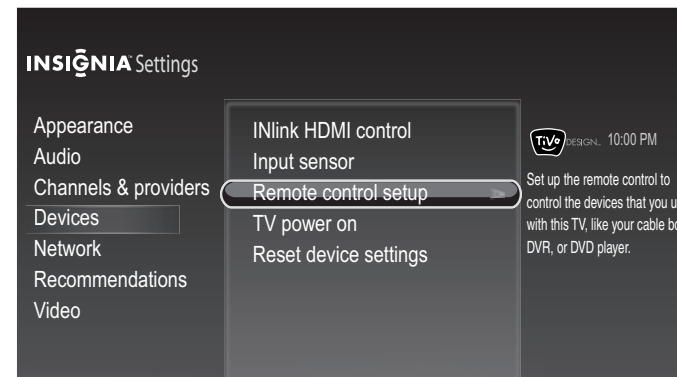 INSIGNIA Settings
Appearance
Audio
Channels & providers
Devices
Network
Recommendations
Video
INlink HDMI control
Input sensor
Remote control setup
TV power on
Reset device settings
TiVo DESIGN 10:00 PM
Set up the remote control to
control the devices that you
with this TV, like your cable
DVR, or DVD player.